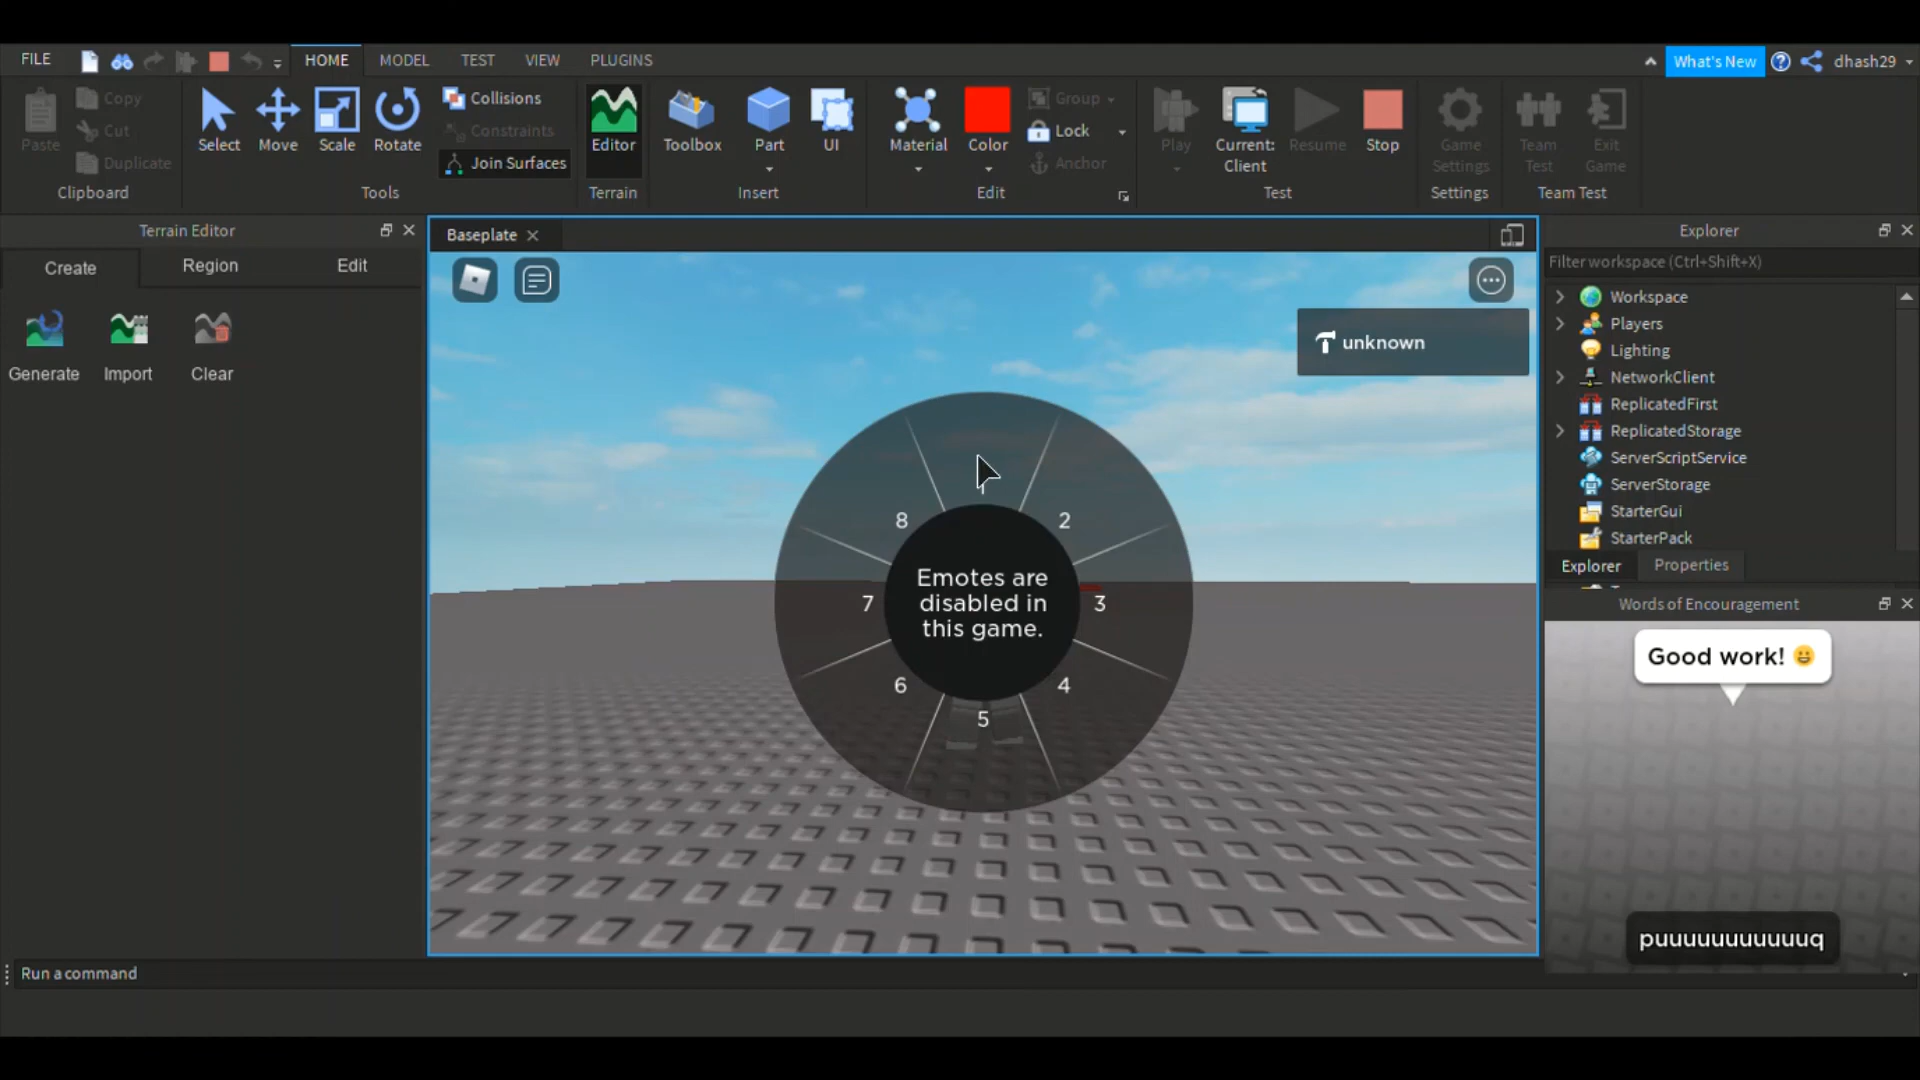 FILE
HOME
MODEL
TEST
VIEW
PLUGINS
What's New
dhash29
Paste
Copy
Cut
Duplicate
Clipboard
Select
Move
Scale
Rotate
Collisions
Constraints
Join Surfaces
Tools
Editor
Terrain
Toolbox
Part
UI
Insert
Material
Color
Group
Lock
Anchor
Edit
Play
Current:
Client
Resume
Stop
Test
Game
Settings
Settings
Team
Test
Exit
Game
Team Test
Terrain Editor
Create
Region
Edit
Generate
Import
Clear
Baseplate
unknown
8
2
7
3
6
4
5
Emotes are
disabled in
this game.
Explorer
Filter workspace (Ctrl+Shift+X)
Workspace
Players
Lighting
NetworkClient
ReplicatedFirst
ReplicatedStorage
ServerScriptService
ServerStorage
StarterGui
StarterPack
Explorer
Properties
Words of Encouragement
Good work! 😀
puuuuuuuuuuuq
Run a command